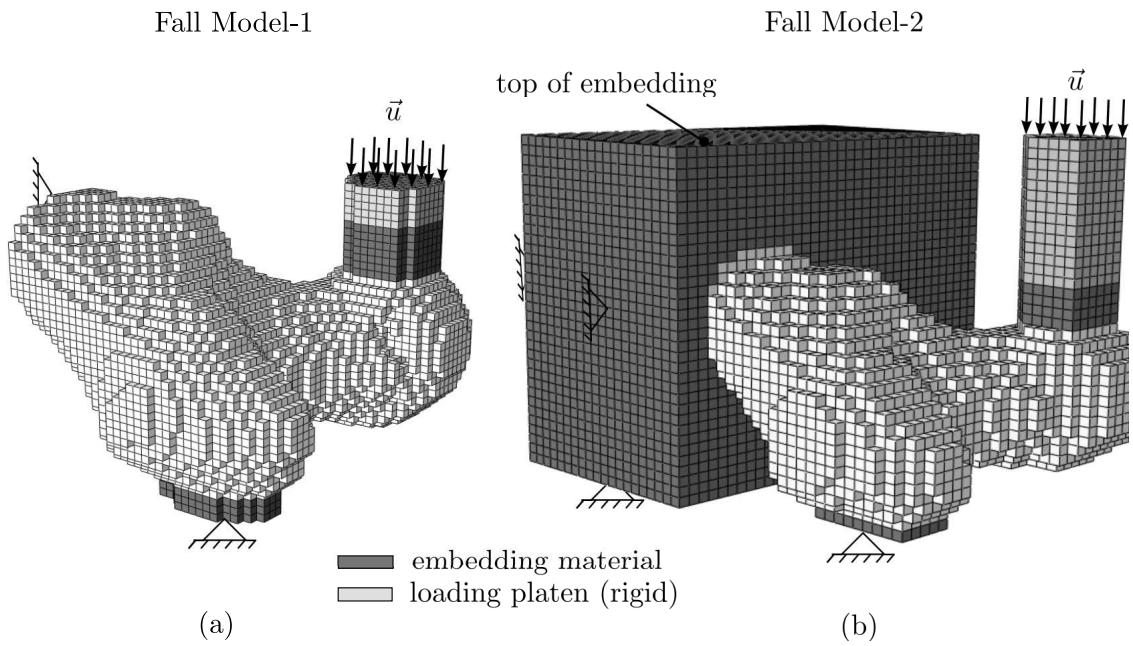 Fall Model-1
Fall Model-2
top of embedding
u⃗
u⃗
embedding material
loading platen (rigid)
(a)
(b)